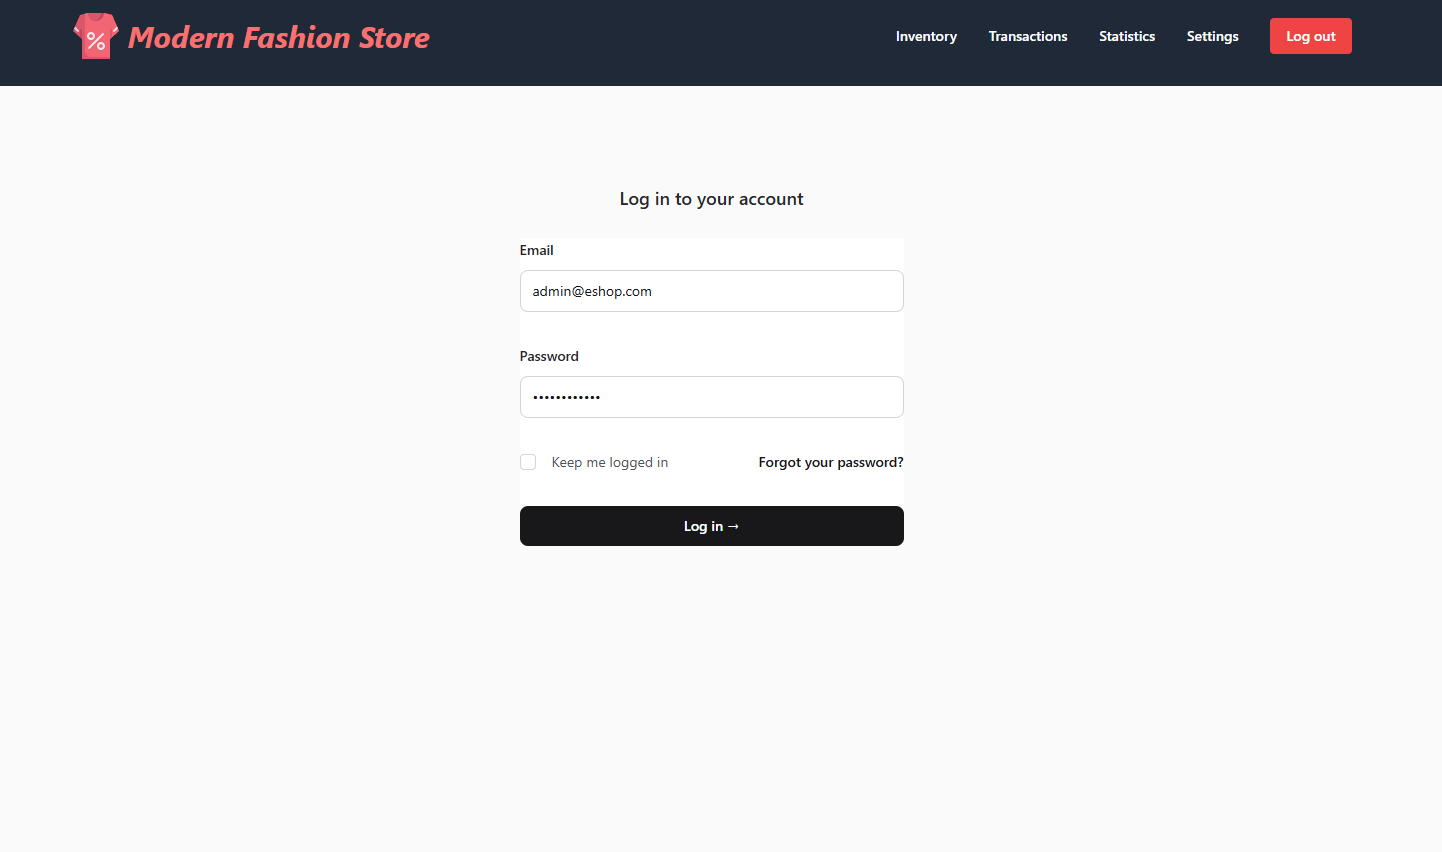 Modern Fashion Store
Inventory Transactions Statistics Settings Log out
Log in to your account
Email
admin@eshop.com
Password
••••••••••••
Keep me logged in Forgot your password?
Log in →